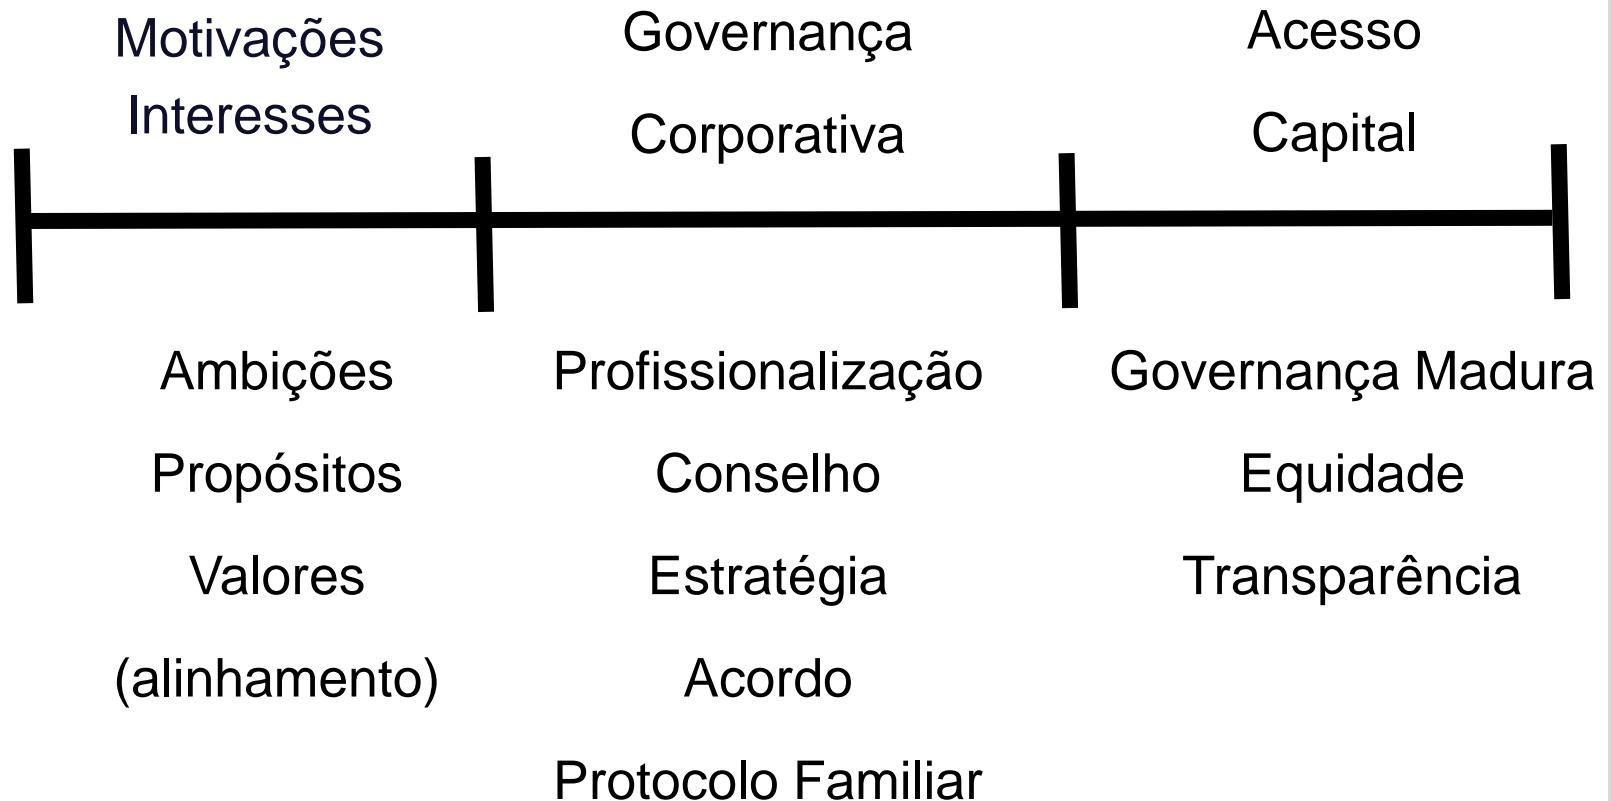 Motivações
Interesses
Governança
Corporativa
Acesso
Capital
Ambições
Propósitos
Valores
(alinhamento)
Profissionalização
Conselho
Estratégia
Acordo
Protocolo Familiar
Governança Madura
Equidade
Transparência